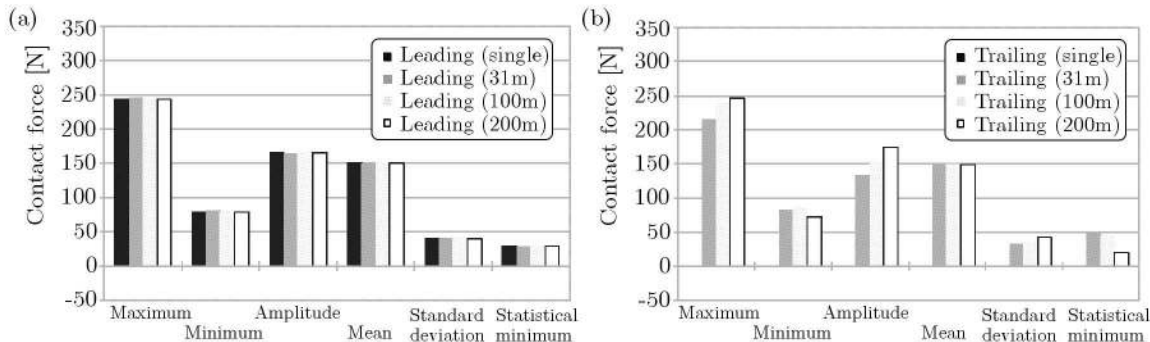 (a)
Contact force [N]
350
300
250
200
150
100
50
0
-50
Leading (single)
Leading (31m)
Leading (100m)
Leading (200m)
Maximum
Minimum
Amplitude
Mean
Standard
deviation
Statistical
minimum
(b)
Contact force [N]
350
300
250
200
150
100
50
0
-50
Trailing (single)
Trailing (31m)
Trailing (100m)
Trailing (200m)
Maximum
Minimum
Amplitude
Mean
Standard
deviation
Statistical
minimum